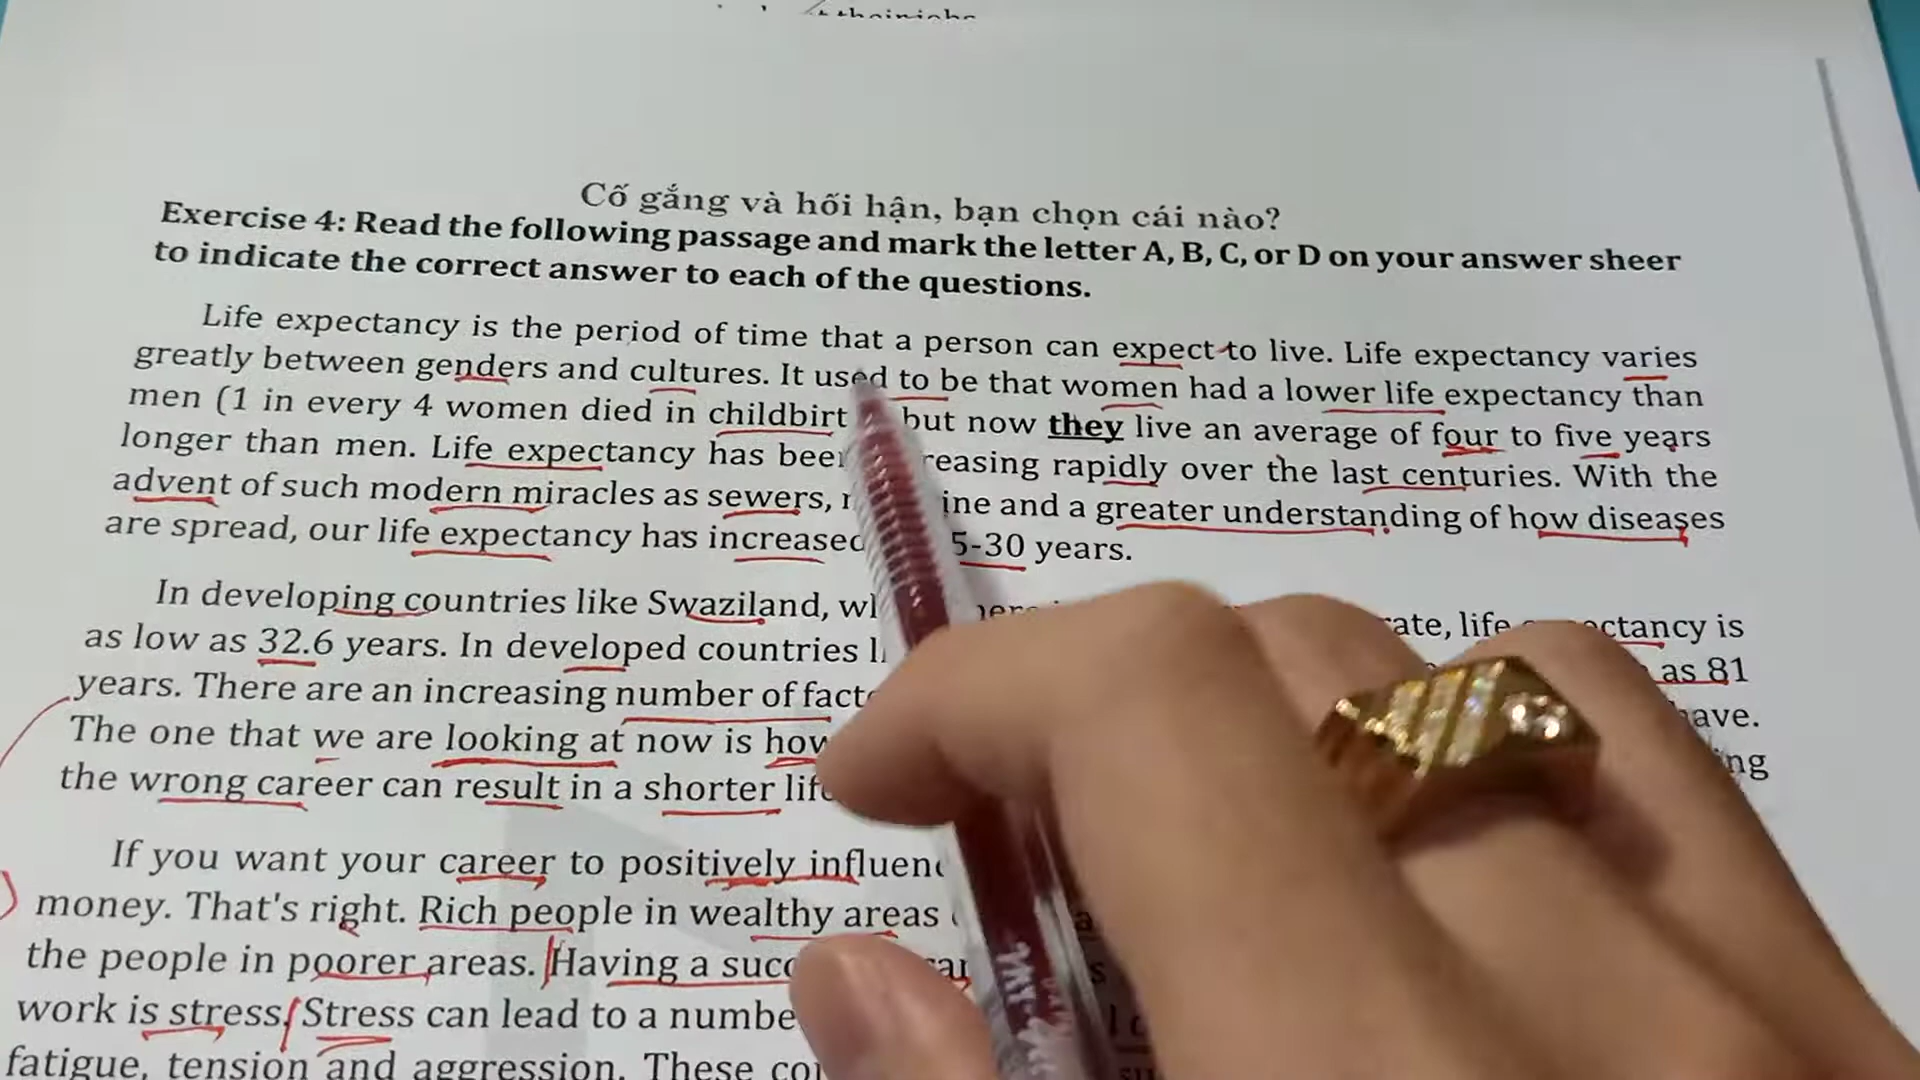 Cố gắng và hối hận, bạn chọn cái nào?
Exercise 4: Read the following passage and mark the letter A, B, C, or D on your answer sheer
to indicate the correct answer to each of the questions.
Life expectancy is the period of time that a person can expect to live. Life expectancy varies
greatly between genders and cultures. It used to be that women had a lower life expectancy than
men (1 in every 4 women died in childbirt but now they live an average of four to five years
longer than men. Life expectancy has been reasing rapidly over the last centuries. With the
advent of such modern miracles as sewers, ine and a greater understanding of how diseases
are spread, our life expectancy has increased 5-30 years.
In developing countries like Swaziland, ate, life expectancy is
as low as 32.6 years. In developed countries as 81
years. There are an increasing number of fact ave.
The one that we are looking at now is how ng
the wrong career can result in a shorter life
If you want your career to positively influenc
money. That's right. Rich people in wealthy areas
the people in poorer areas. Having a succ
work is stress. Stress can lead to a numbe
fatigue, tension and aggression. These